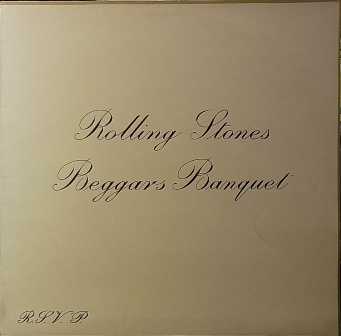 Rolling Stones
Beggars Banquet
R.S.V.P.